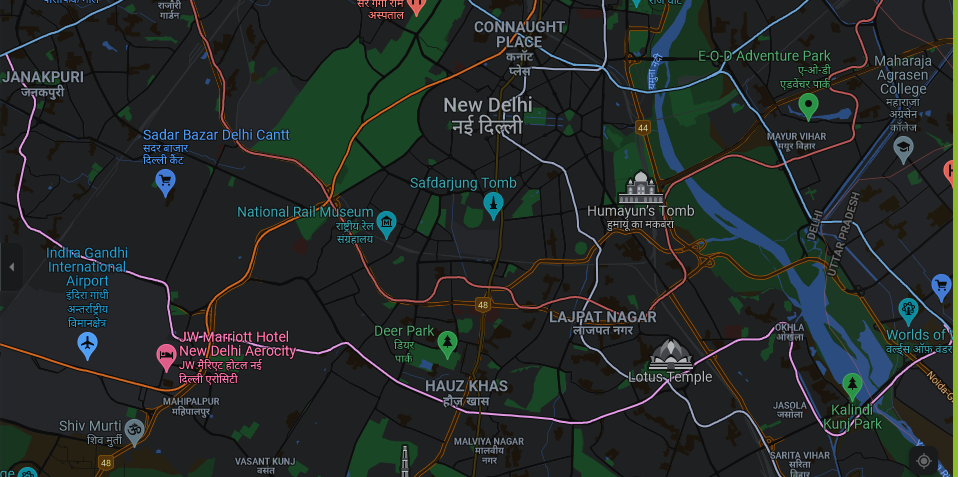 राजौरी
गार्डन
सर गंगा राम
अस्पताल
राज घाट
CONNAUGHT
PLACE
कनॉट
प्लेस
यमुना नदी
E-O-D Adventure Park
ए-ओ-डी
एडवेंचर पार्क
Maharaja
Agrasen
College
महाराजा
अग्रसेन
कॉलेज
JANAKPURI
जनकपुरी
New Delhi
नई दिल्ली
44
MAYUR VIHAR
मयूर विहार
Sadar Bazar Delhi Cantt
सदर बाजार
दिल्ली कैंट
Safdarjung Tomb
National Rail Museum
राष्ट्रीय रेल
संग्रहालय
Humayun's Tomb
हुमायूं का मकबरा
DELHI
UTTAR PRADESH
Indira Gandhi
International
Airport
इंदिरा गांधी
अन्तर्राष्ट्रीय
विमानक्षेत्र
48
LAJPAT NAGAR
लाजपत नगर
Deer Park
डियर
पार्क
OKHLA
ओखला
Worlds of
वर्ल्ड्स ऑफ़ वंडर
JW Marriott Hotel
New Delhi Aerocity
JW मैरिएट होटल नई
दिल्ली एरोसिटी
Lotus Temple
HAUZ KHAS
हौज़ खास
MAHIPALPUR
महिपालपुर
Kalindi
Kunj Park
JASOLA
जसोला
Shiv Murti
शिव मुर्ती
48
MALVIYA NAGAR
मालवीय
नगर
VASANT KUNJ
वसंत
SARITA VIHAR
सरिता
विहार